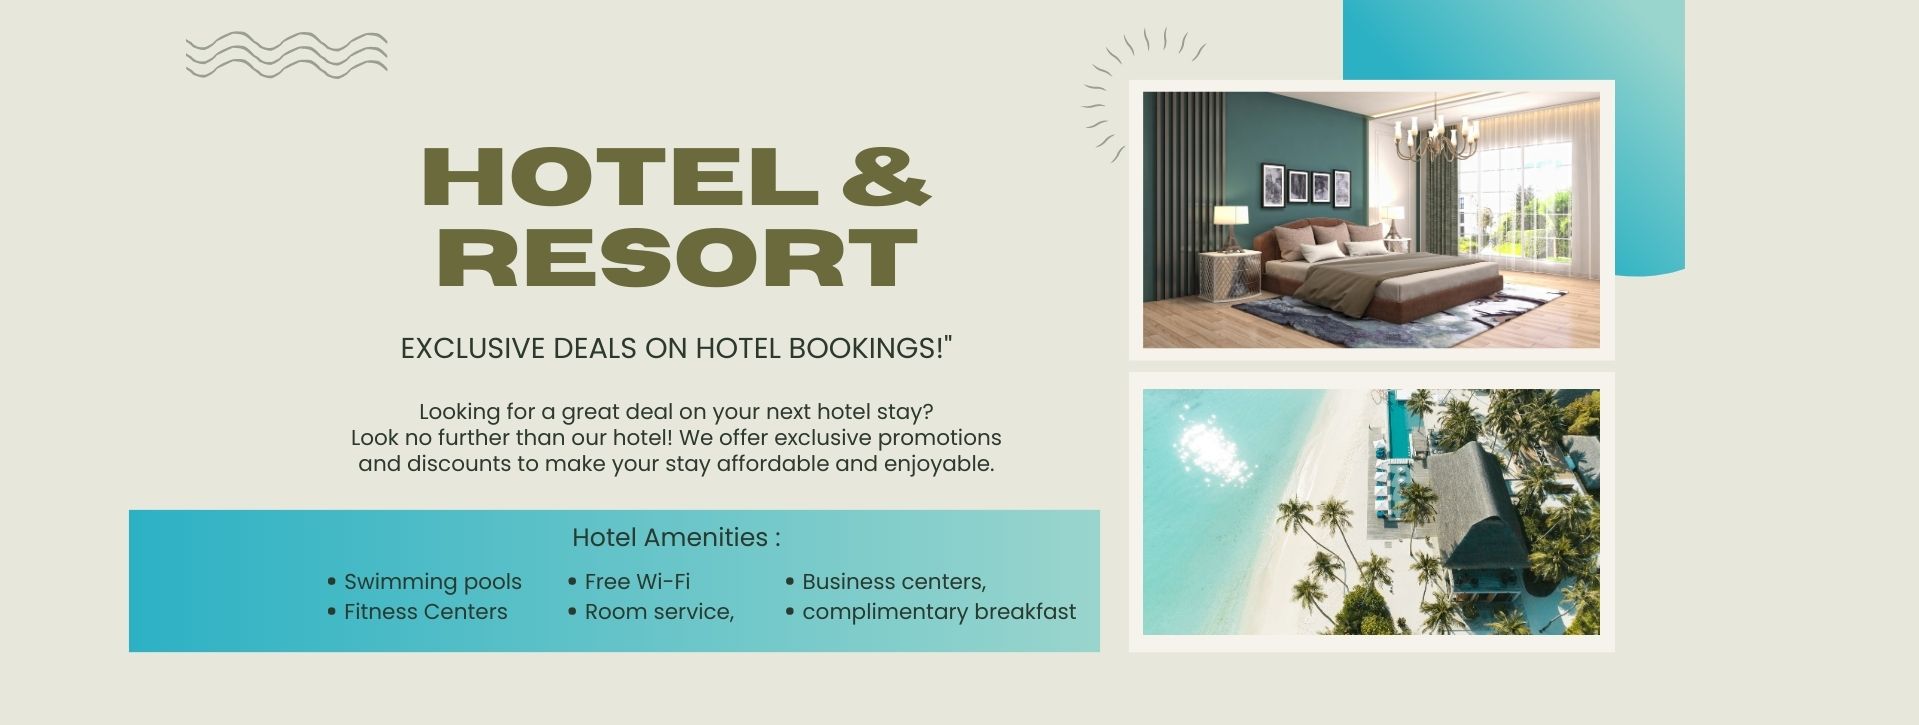 HOTEL &
RESORT
EXCLUSIVE DEALS ON HOTEL BOOKINGS!"
Looking for a great deal on your next hotel stay?
Look no further than our hotel! We offer exclusive promotions
and discounts to make your stay affordable and enjoyable.
Hotel Amenities :
• Swimming pools
• Fitness Centers
• Free Wi-Fi
• Room service,
• Business centers,
• complimentary breakfast